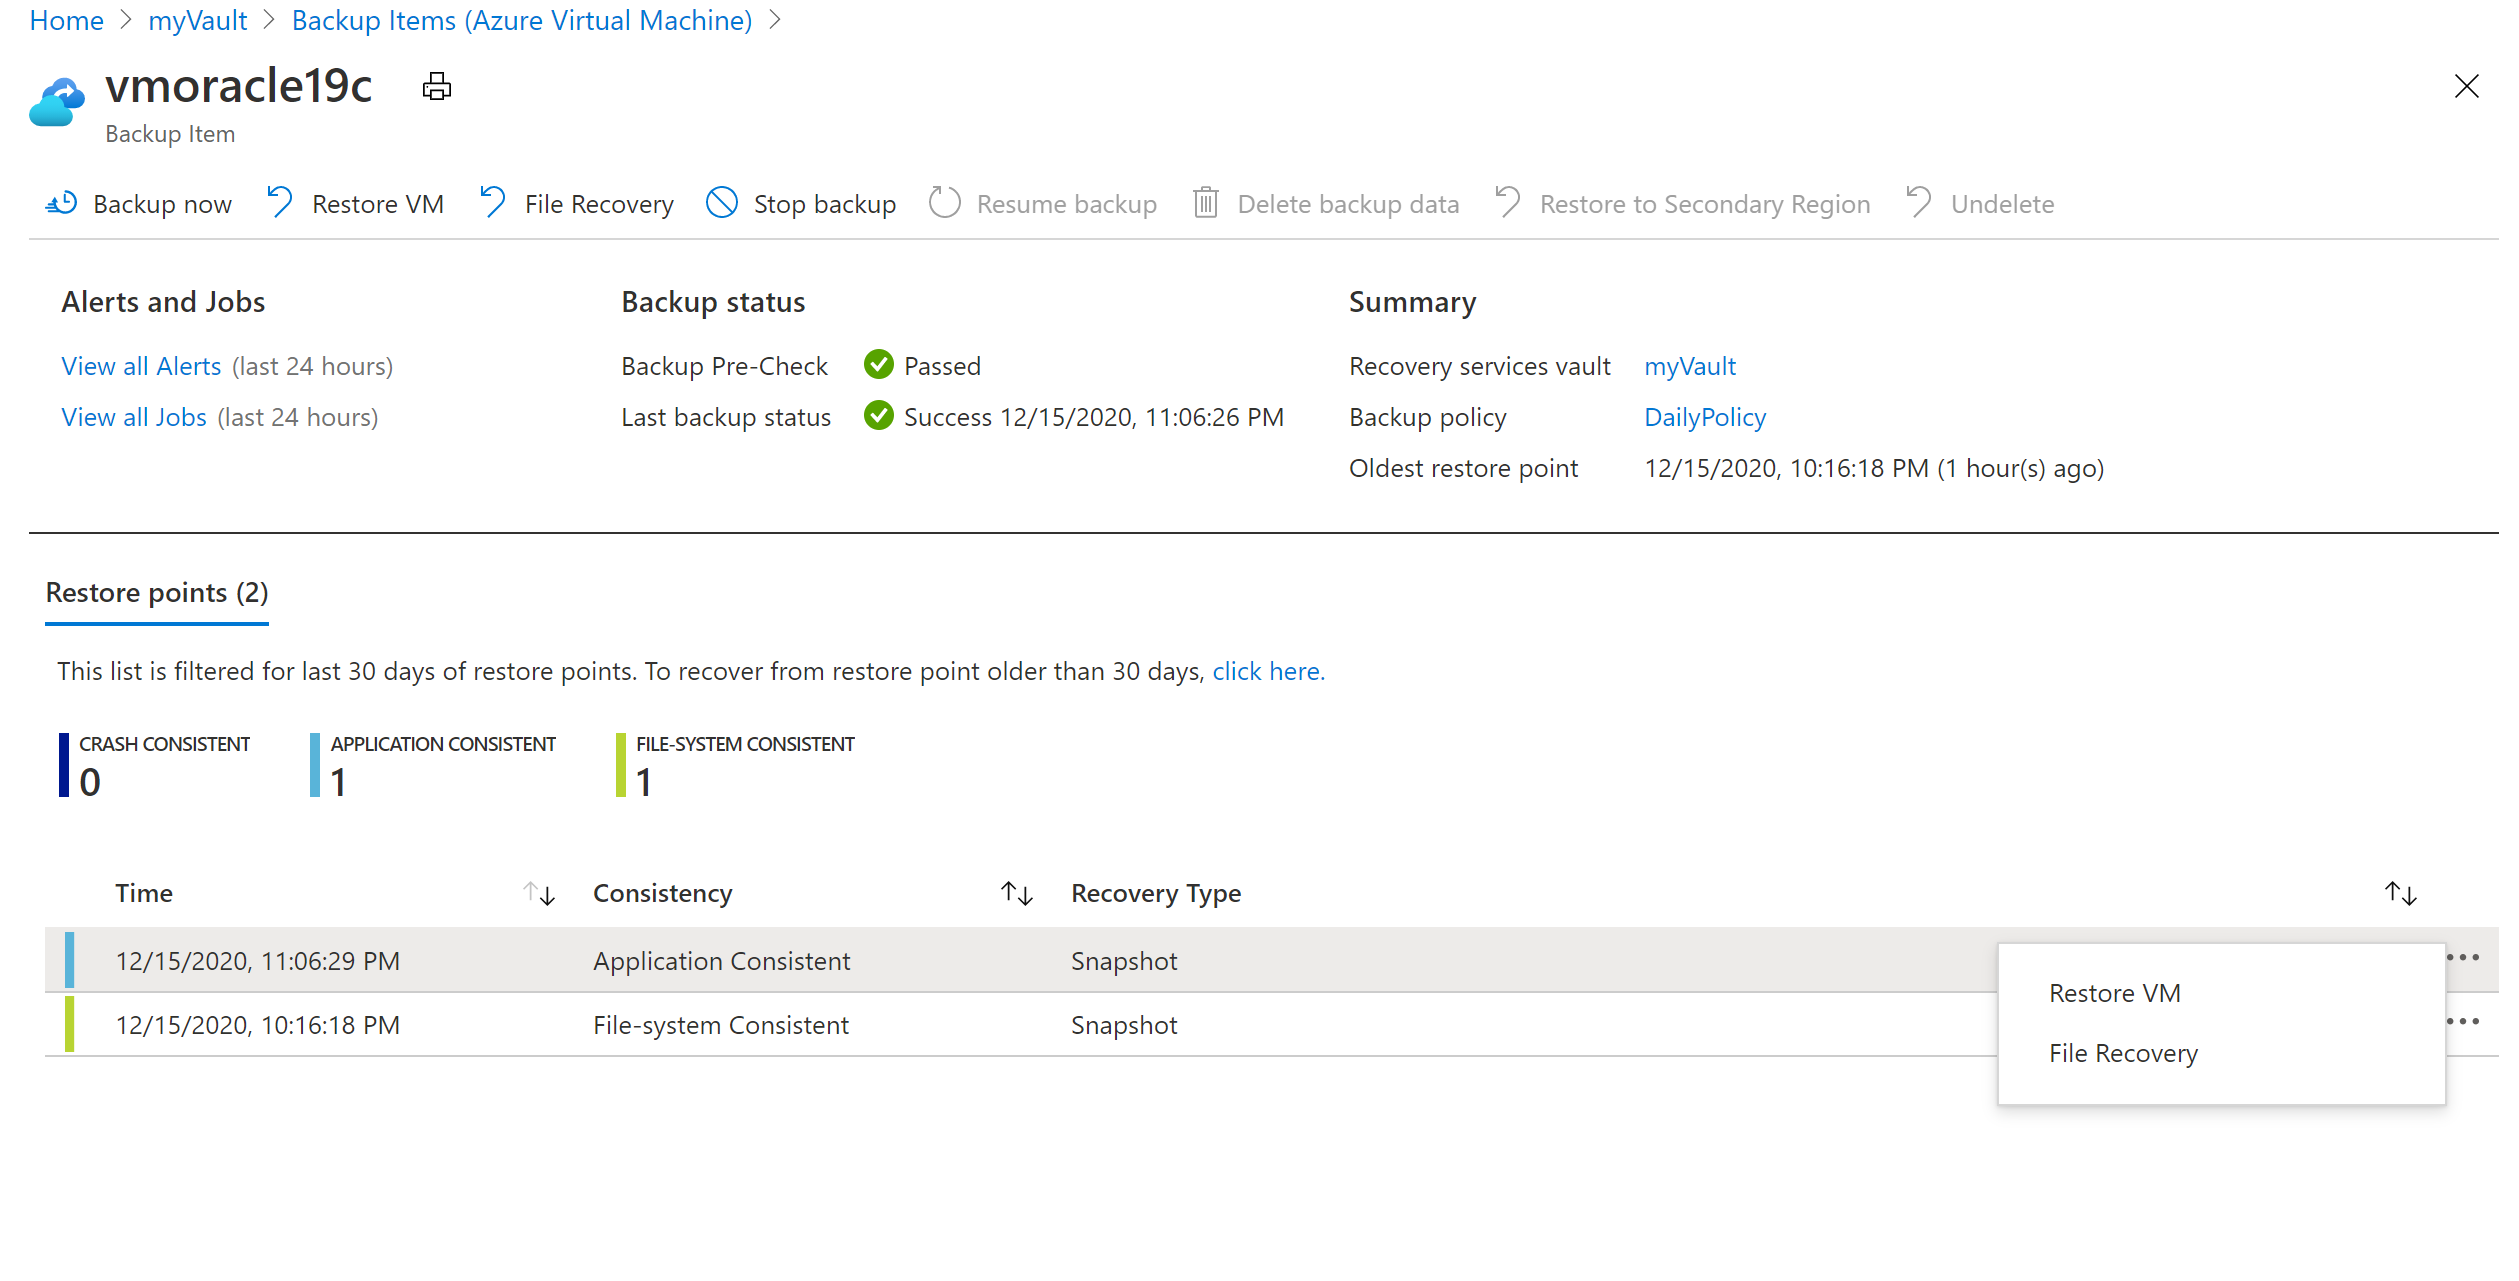 Home > myVault > Backup Items (Azure Virtual Machine) >
vmoracle19c
Backup Item
Backup now Restore VM File Recovery Stop backup Resume backup Delete backup data Restore to Secondary Region Undelete
Alerts and Jobs Backup status Summary
View all Alerts (last 24 hours) Backup Pre-Check Passed Recovery services vault myVault
View all Jobs (last 24 hours) Last backup status Success 12/15/2020, 11:06:26 PM Backup policy DailyPolicy
Oldest restore point 12/15/2020, 10:16:18 PM (1 hour(s) ago)
Restore points (2)
This list is filtered for last 30 days of restore points. To recover from restore point older than 30 days, click here.
CRASH CONSISTENT APPLICATION CONSISTENT FILE-SYSTEM CONSISTENT
0 1 1
Time Consistency Recovery Type
12/15/2020, 11:06:29 PM Application Consistent Snapshot
Restore VM
12/15/2020, 10:16:18 PM File-system Consistent Snapshot
File Recovery